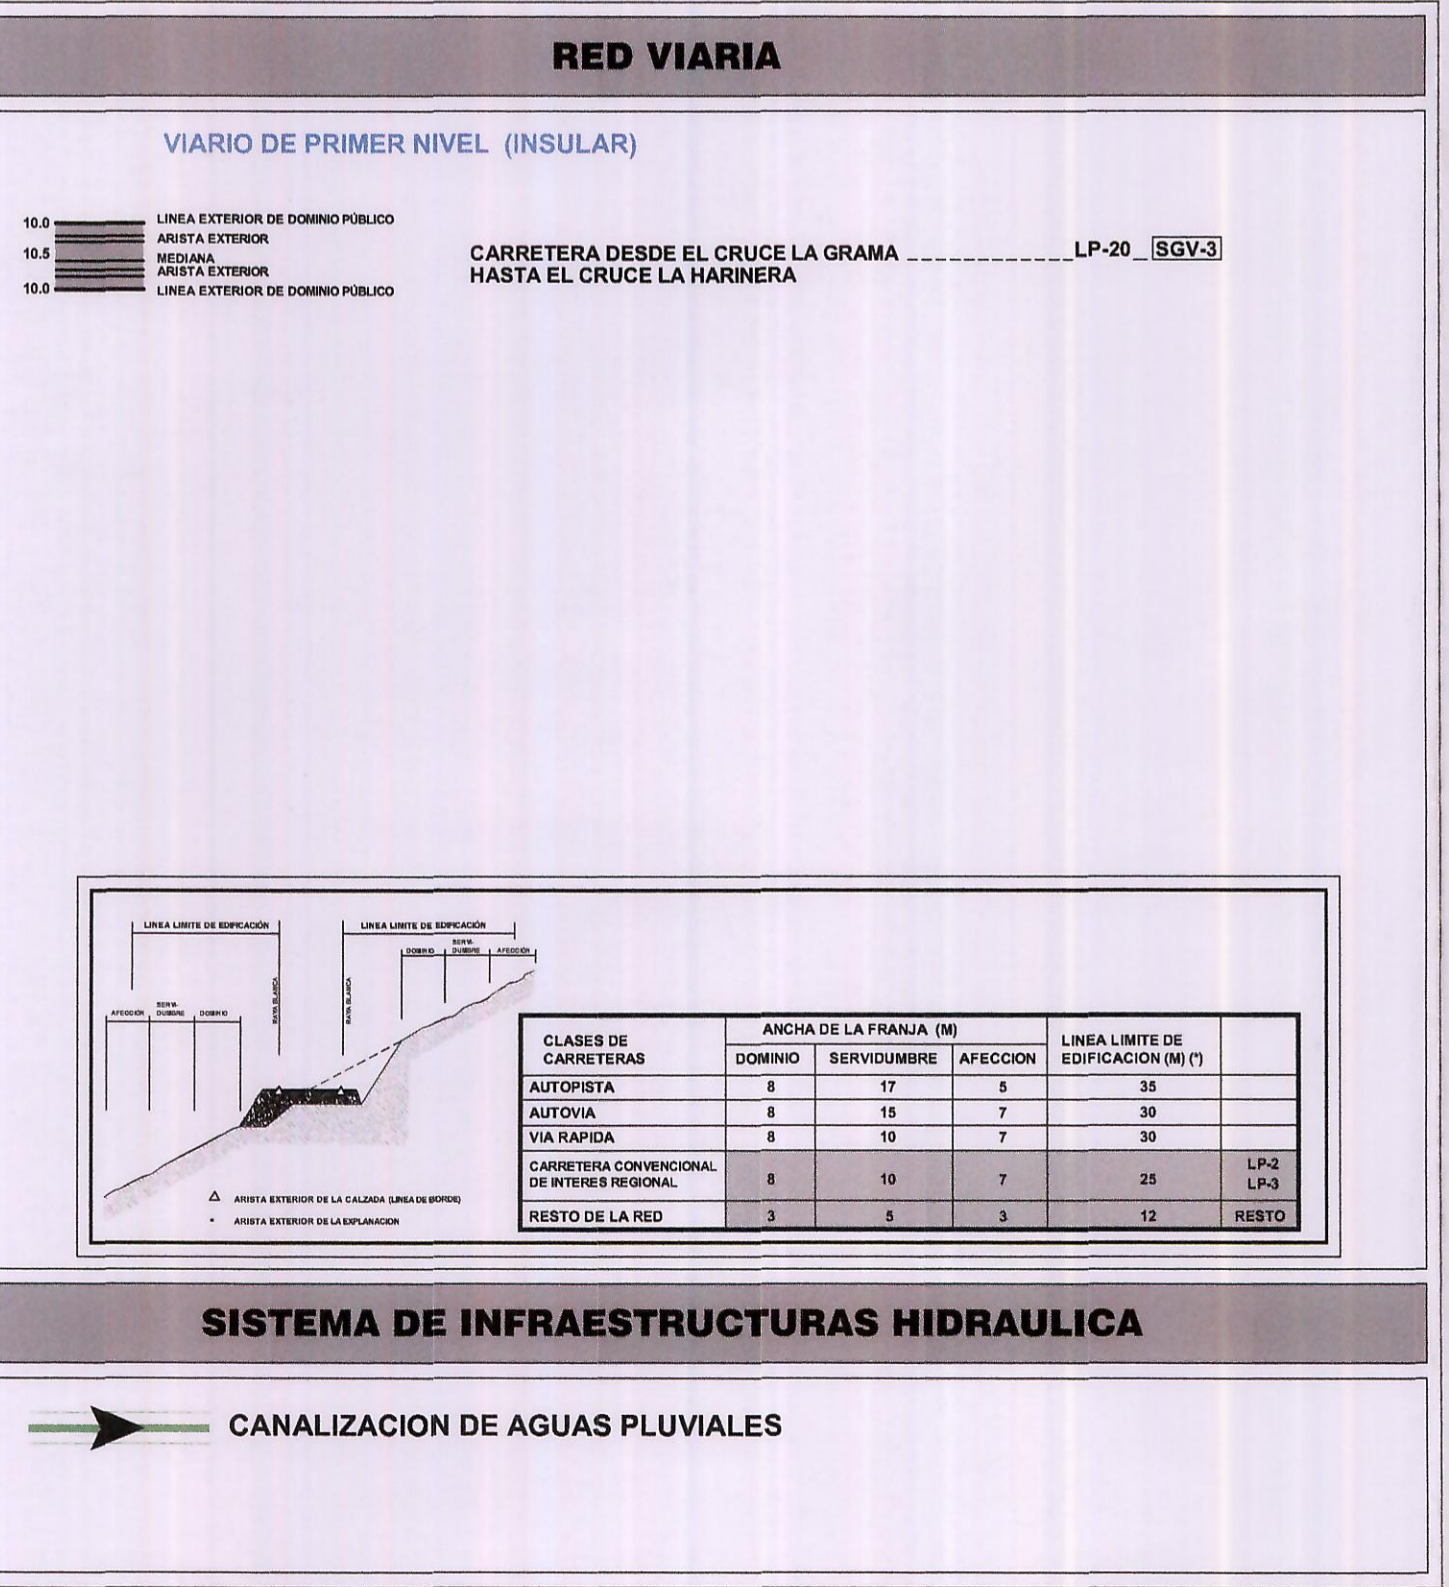 RED VIARIA
VIARIO DE PRIMER NIVEL (INSULAR)
10.0
LINEA EXTERIOR DE DOMINIO PÚBLICO
ARISTA EXTERIOR
10.5
MEDIANA
ARISTA EXTERIOR
10.0
LINEA EXTERIOR DE DOMINIO PÚBLICO
CARRETERA DESDE EL CRUCE LA GRAMA _____________LP-20_ SGV-3
HASTA EL CRUCE LA HARINERA
LINEA LIMITE DE EDIFICACIÓN
LINEA LIMITE DE EDIFICACIÓN
DOMINIO
SERVI-
DUMBRE
AFECCIÓN
RAYA BLANCA
RAYA BLANCA
AFECCIÓN
SERVI-
DUMBRE
DOMINIO
ARISTA EXTERIOR DE LA CALZADA (LINEA DE BORDE)
ARISTA EXTERIOR DE LA EXPLANACION
CLASES DE
CARRETERAS
ANCHA DE LA FRANJA (M)
DOMINIO SERVIDUMBRE AFECCION
LINEA LIMITE DE
EDIFICACION (M) (*)
AUTOPISTA 8 17 5 35
AUTOVIA 8 15 7 30
VIA RAPIDA 8 10 7 30
CARRETERA CONVENCIONAL
DE INTERES REGIONAL 8 10 7 25
LP-2
LP-3
RESTO DE LA RED 3 5 3 12 RESTO
SISTEMA DE INFRAESTRUCTURAS HIDRAULICA
CANALIZACION DE AGUAS PLUVIALES